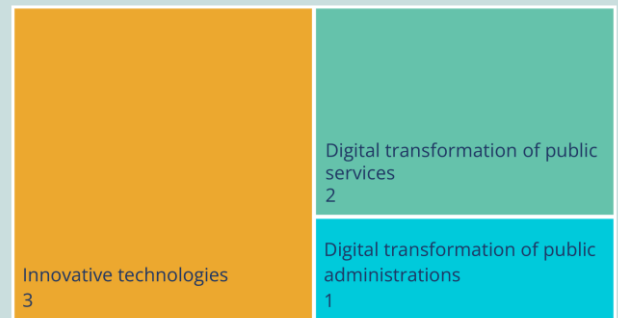 Innovative technologies
3
Digital transformation of public
services
2
Digital transformation of public
administrations
1